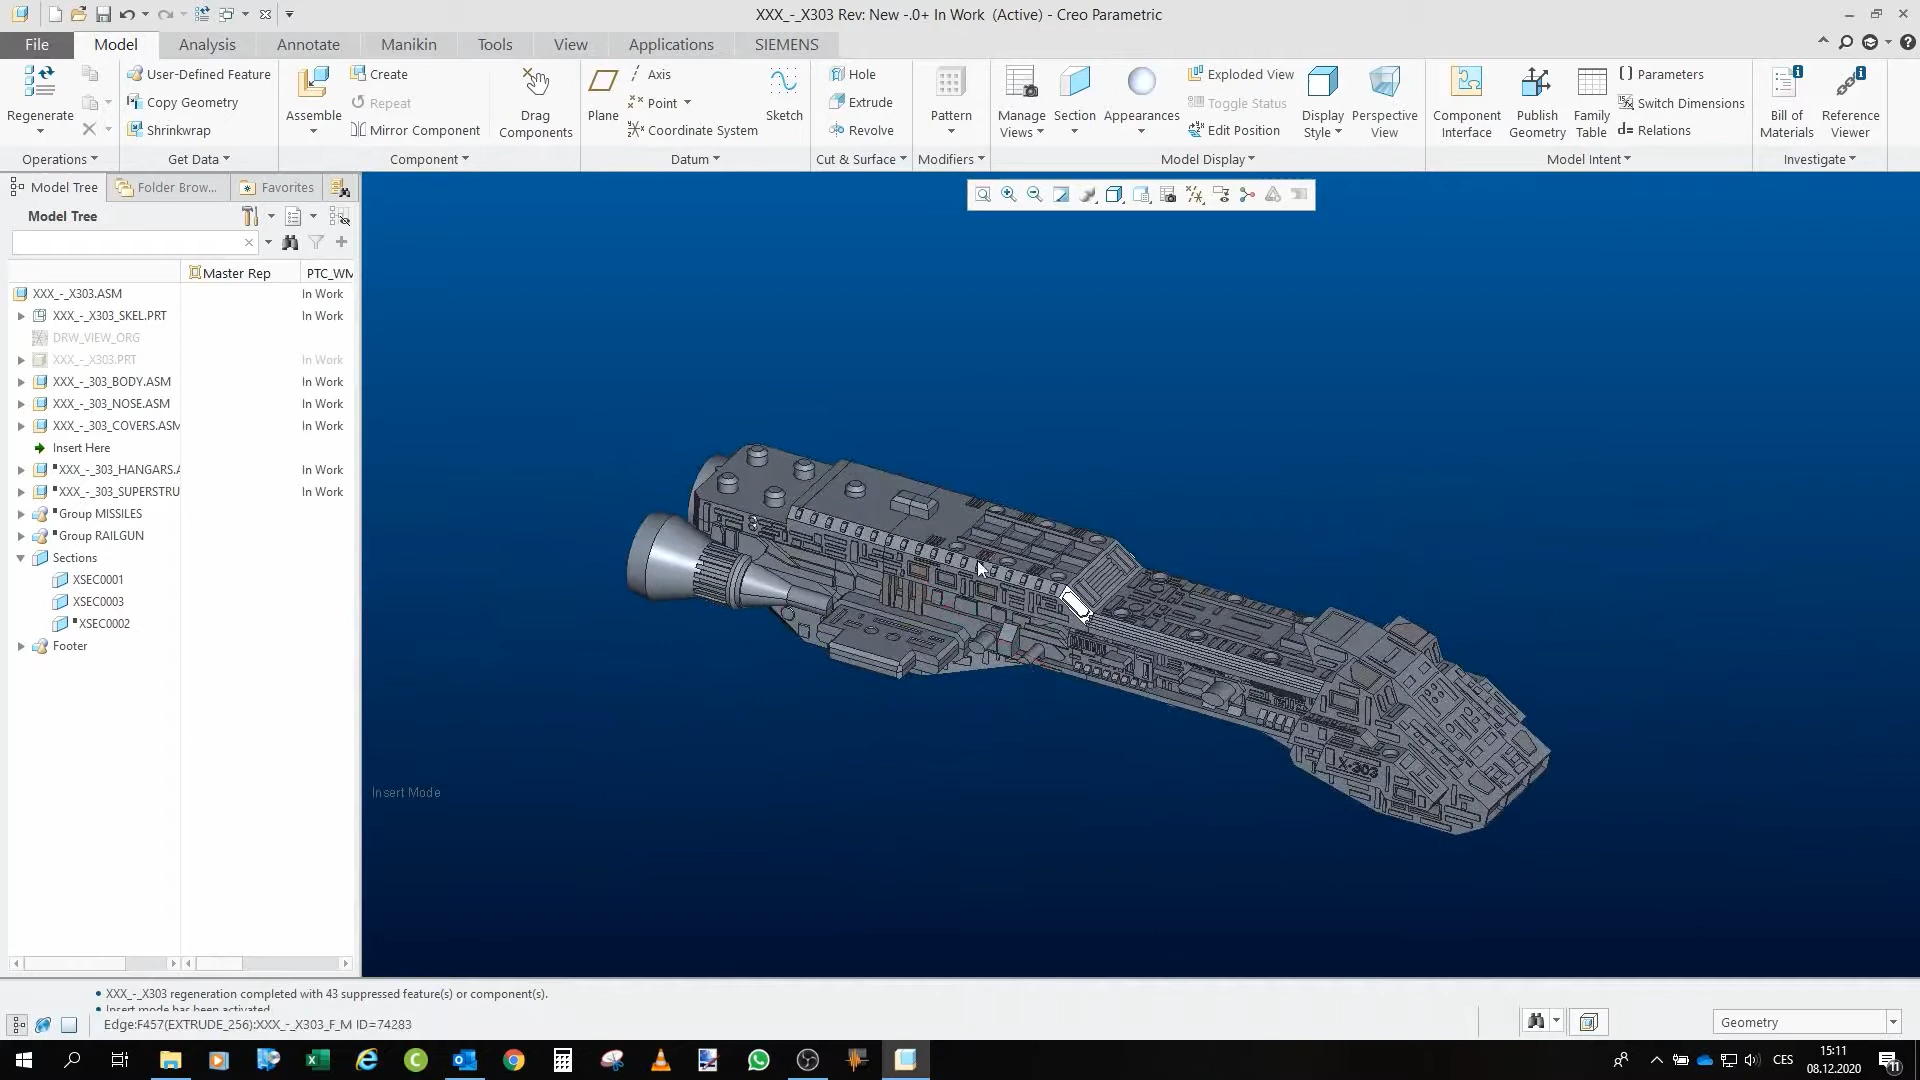 XXX_-_X303 Rev: New -.0+ In Work (Active) - Creo Parametric
File Model Analysis Annotate Manikin Tools View Applications SIEMENS
Regenerate
User-Defined Feature
Copy Geometry
Shrinkwrap
Assemble
Create
Repeat
Mirror Component
Drag
Components
Plane
Axis
Point
Coordinate System
Sketch
Hole
Extrude
Revolve
Pattern
Manage
Views
Section
Appearances
Exploded View
Toggle Status
Edit Position
Display
Style
Perspective
View
Component
Interface
Publish
Geometry
Family
Table
Parameters
Switch Dimensions
Relations
Bill of
Materials
Reference
Viewer
Operations Get Data Component Datum Cut & Surface Modifiers Model Display Model Intent Investigate
Model Tree Folder Brow... Favorites
Model Tree
Master Rep PTC_WM
XXX_-_X303.ASM In Work
XXX_-_X303_SKEL.PRT In Work
DRW_VIEW_ORG
XXX_-_X303.PRT In Work
XXX_-_303_BODY.ASM In Work
XXX_-_303_NOSE.ASM In Work
XXX_-_303_COVERS.ASM In Work
Insert Here
XXX_-_303_HANGARS.A In Work
XXX_-_303_SUPERSTRU In Work
Group MISSILES
Group RAILGUN
Sections
XSEC0001
XSEC0003
XSEC0002
Footer
X-303
Insert Mode
• XXX_-_X303 regeneration completed with 43 suppressed feature(s) or component(s).
• Insert mode has been activated.
Edge:F457(EXTRUDE_256):XXX_-_X303_F_M ID=74283
Geometry
CES
15:11
08.12.2020
11